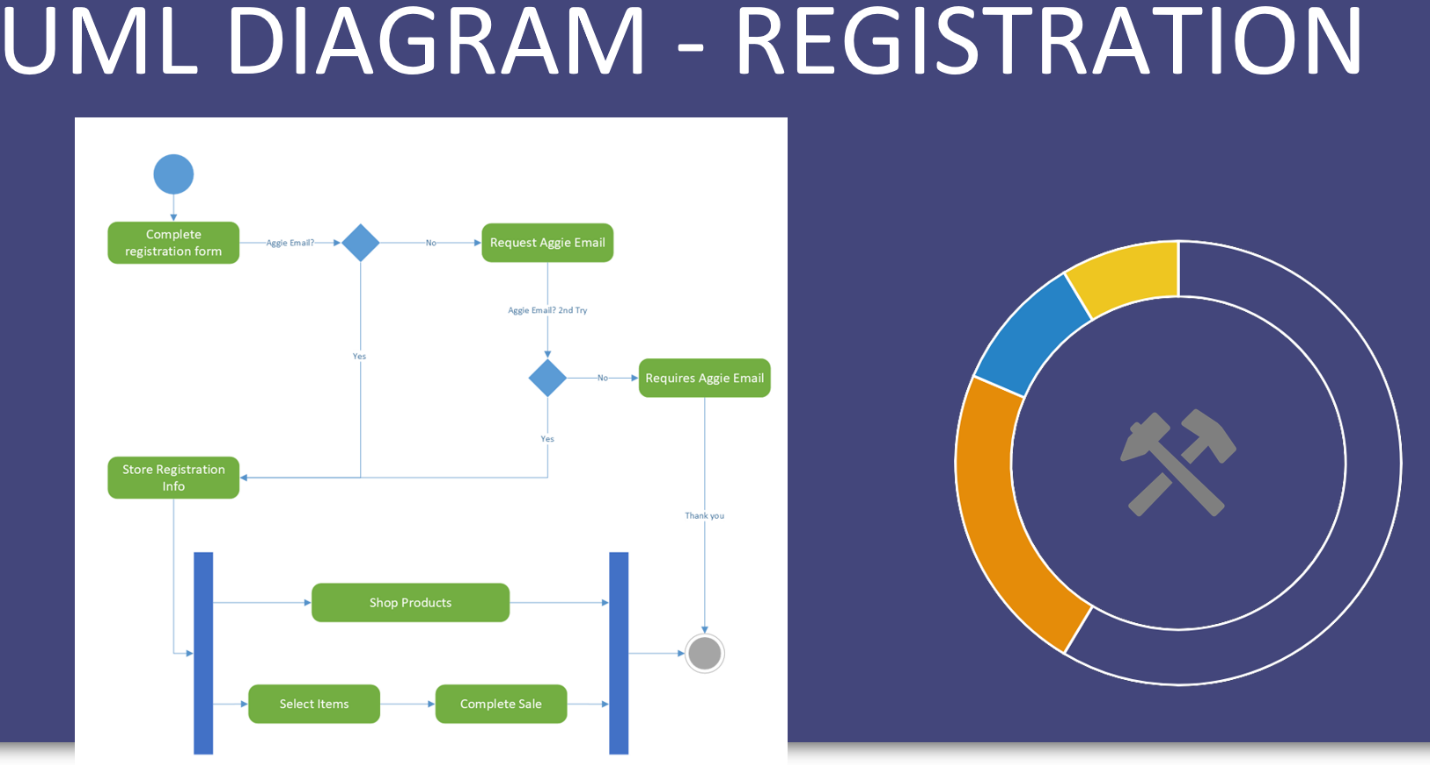 UML DIAGRAM - REGISTRATION
Complete
registration form
Aggie Email?
No
Request Aggie Email
Aggie Email? 2nd Try
Yes
No
Requires Aggie Email
Yes
Store Registration
Info
Thank you
Shop Products
Select Items
Complete Sale